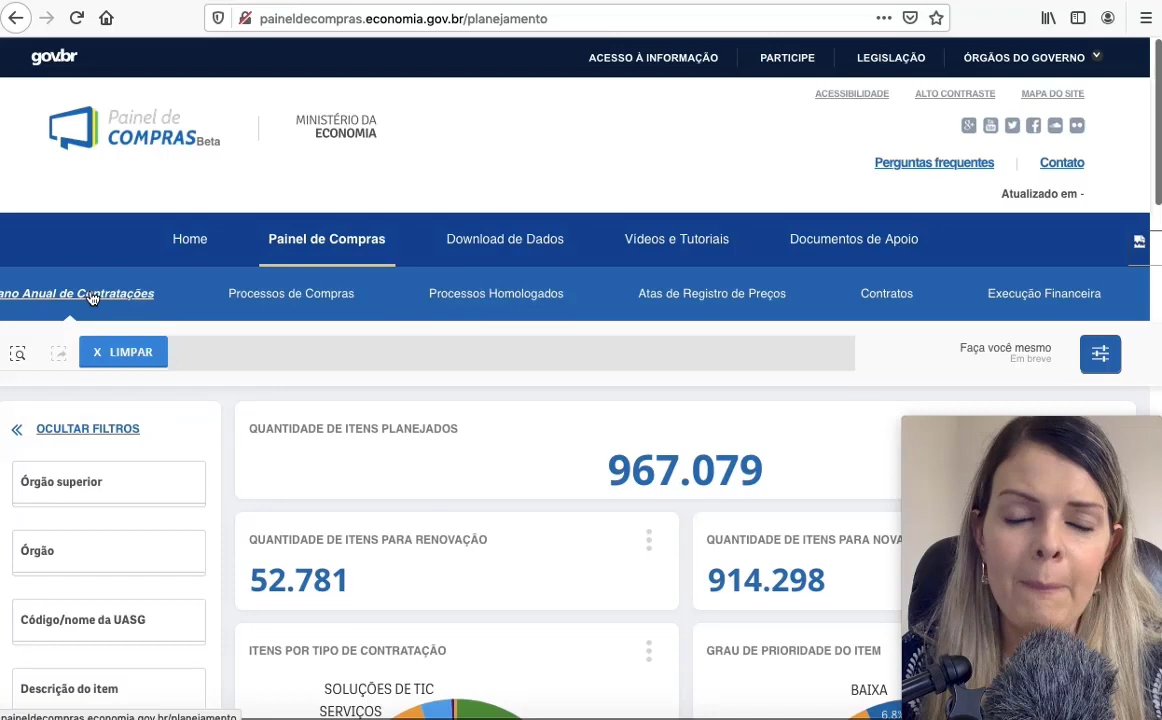 paineldecompras.economia.gov.br/planejamento
gov.br
ACESSO À INFORMAÇÃO
PARTICIPE
LEGISLAÇÃO
ÓRGÃOS DO GOVERNO
ACESSIBILIDADE
ALTO CONTRASTE
MAPA DO SITE
Painel de
COMPRAS Beta
MINISTÉRIO DA
ECONOMIA
Perguntas frequentes
Contato
Atualizado em -
Home
Painel de Compras
Download de Dados
Vídeos e Tutoriais
Documentos de Apoio
ano Anual de Contratações
Processos de Compras
Processos Homologados
Atas de Registro de Preços
Contratos
Execução Financeira
X LIMPAR
Faça você mesmo
Em breve
OCULTAR FILTROS
Órgão superior
Órgão
Código/nome da UASG
Descrição do item
QUANTIDADE DE ITENS PLANEJADOS
967.079
QUANTIDADE DE ITENS PARA RENOVAÇÃO
52.781
QUANTIDADE DE ITENS PARA NOVA
914.298
ITENS POR TIPO DE CONTRATAÇÃO
SOLUÇÕES DE TIC
SERVIÇOS
GRAU DE PRIORIDADE DO ITEM
BAIXA
6.8
paineldecompras.economia.gov.br/planejamento